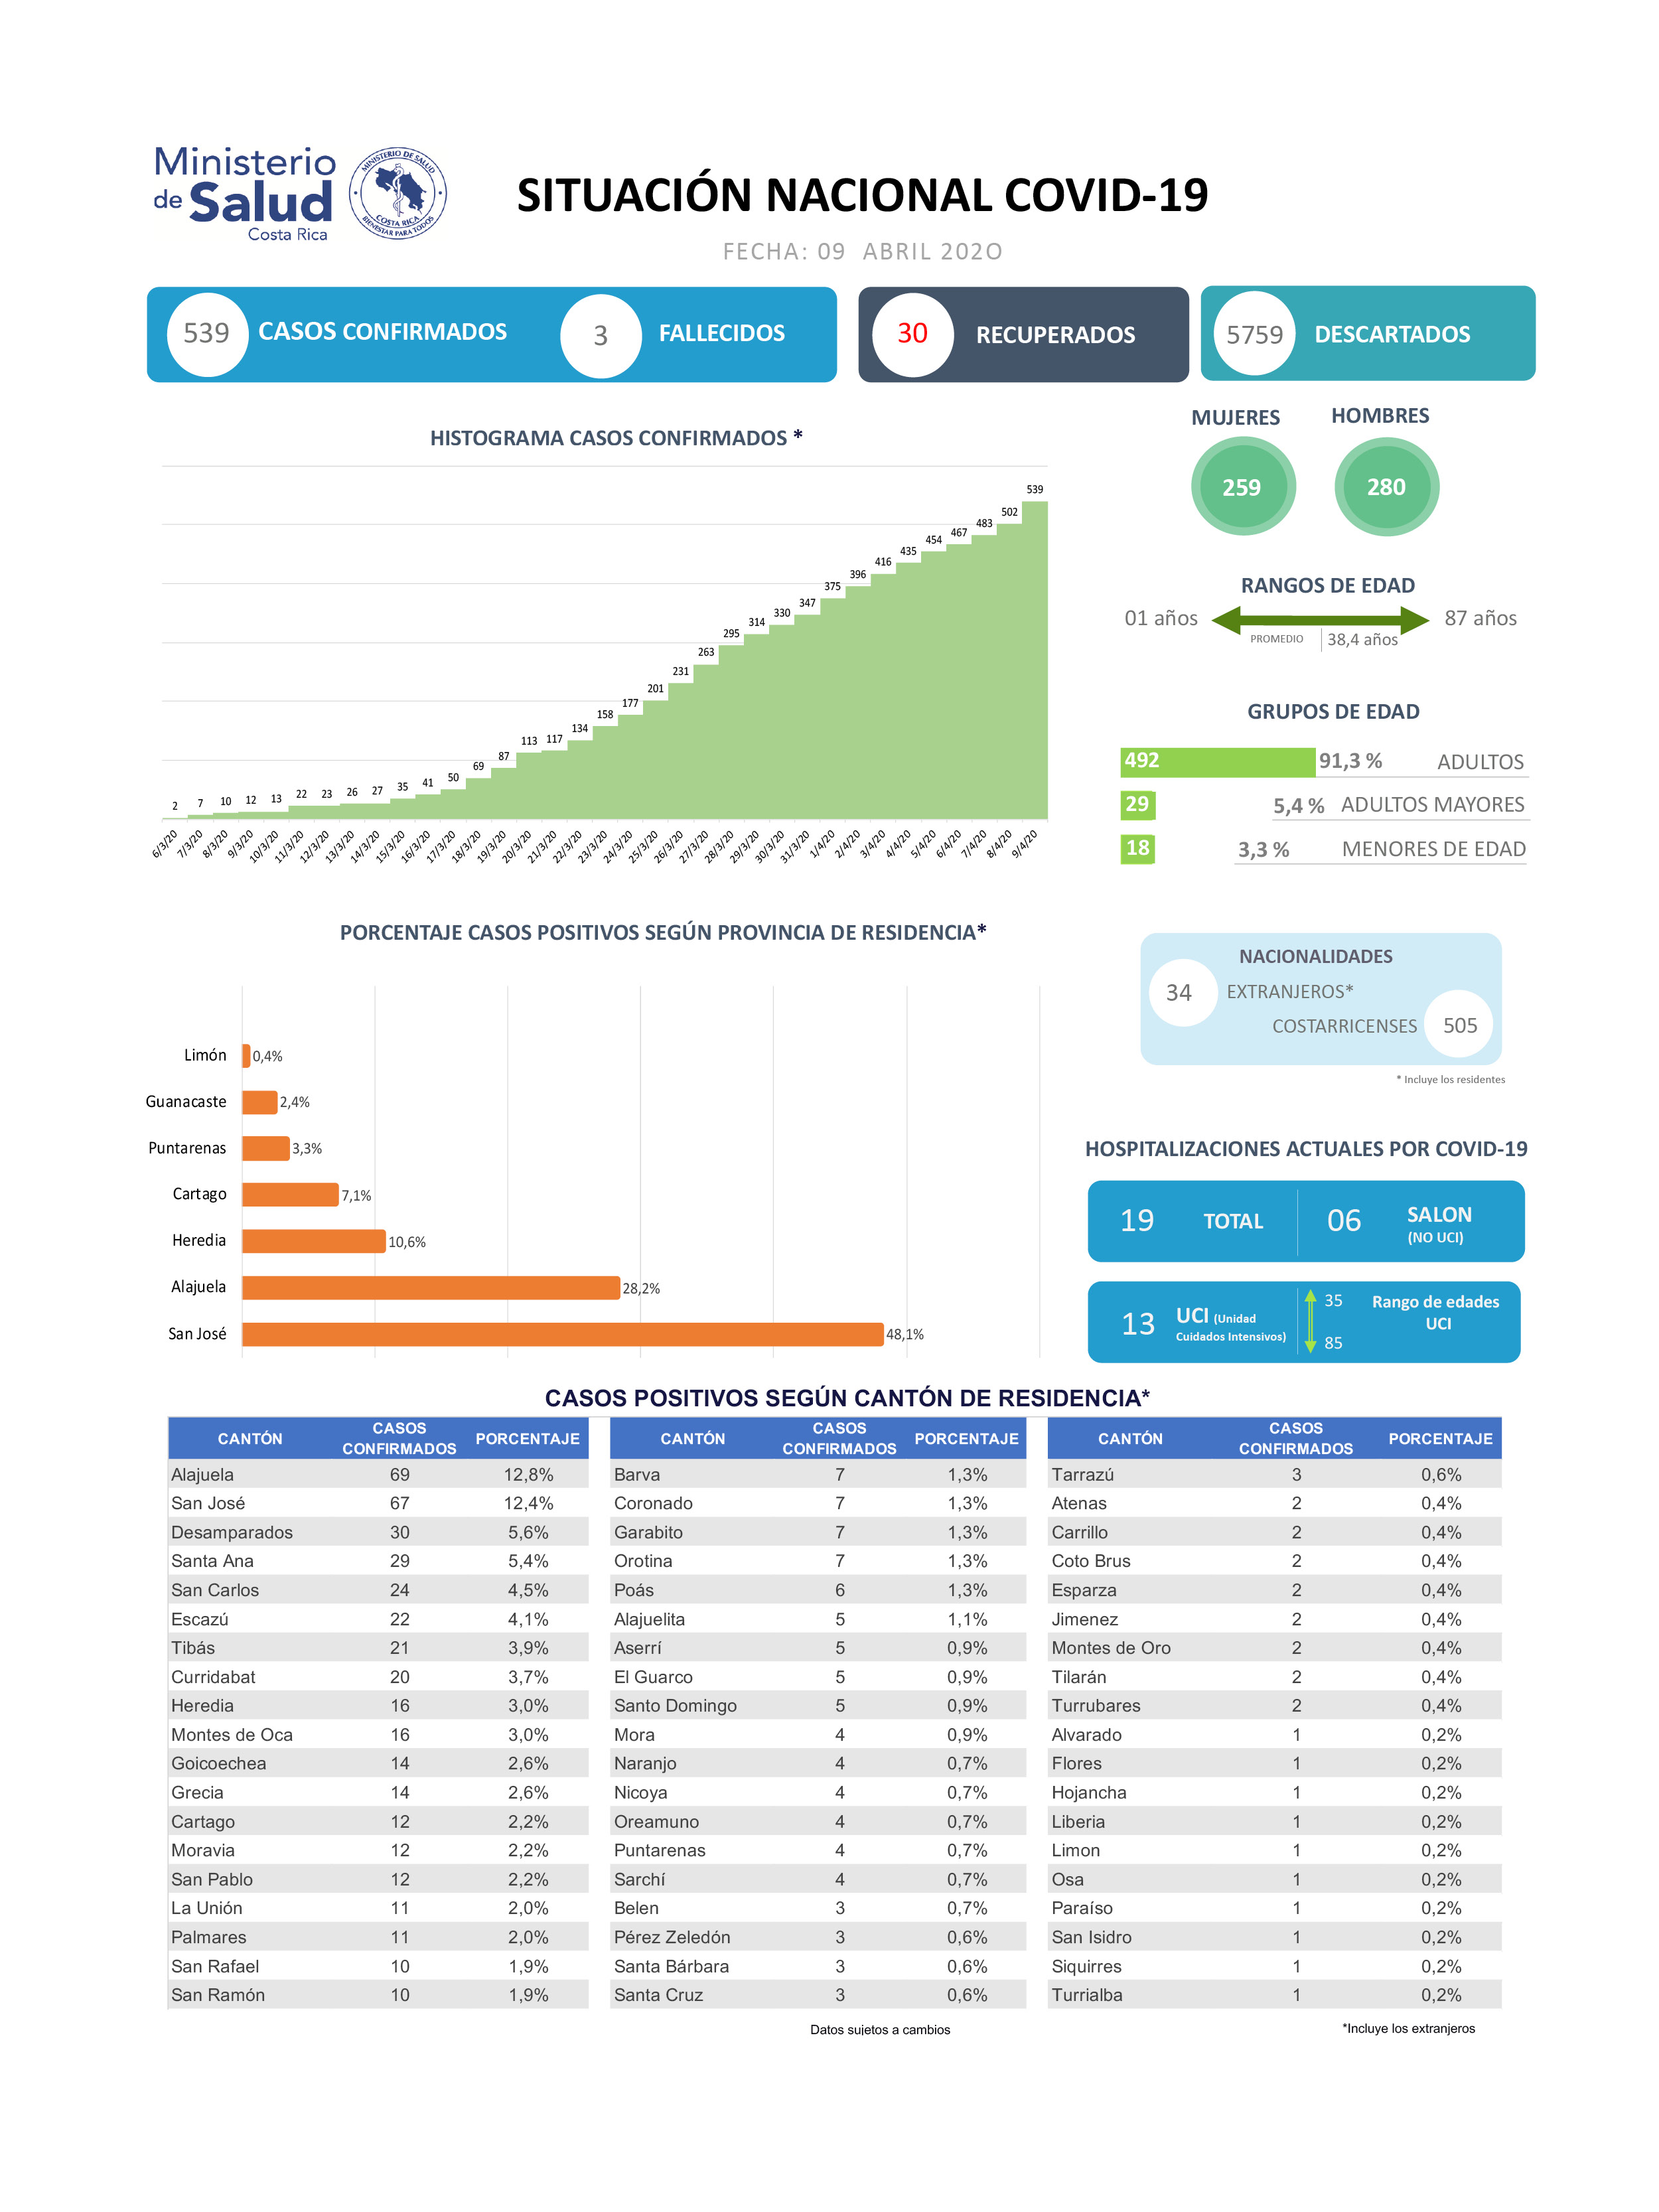 Ministerio
de Salud
Costa Rica
MINISTERIO DE SALUD
COSTA RICA
BIENESTAR PARA TODOS
SITUACIÓN NACIONAL COVID-19
FECHA: 09 ABRIL 202O
539 CASOS CONFIRMADOS 3 FALLECIDOS 30 RECUPERADOS 5759 DESCARTADOS
HISTOGRAMA CASOS CONFIRMADOS *
2 7 10 12 13 22 23 26 27 35 41 50 69 87 113 117 134 158 177 201 231 263 295 314 330 347 375 396 416 435 454 467 483 502 539
6/3/20 7/3/20 8/3/20 9/3/20 10/3/20 11/3/20 12/3/20 13/3/20 14/3/20 15/3/20 16/3/20 17/3/20 18/3/20 19/3/20 20/3/20 21/3/20 22/3/20 23/3/20 24/3/20 25/3/20 26/3/20 27/3/20 28/3/20 29/3/20 30/3/20 31/3/20 1/4/20 2/4/20 3/4/20 4/4/20 5/4/20 6/4/20 7/4/20 8/4/20 9/4/20
MUJERES HOMBRES
259 280
RANGOS DE EDAD
01 años 87 años
PROMEDIO 38,4 años
GRUPOS DE EDAD
492 91,3 % ADULTOS
29 5,4 % ADULTOS MAYORES
18 3,3 % MENORES DE EDAD
PORCENTAJE CASOS POSITIVOS SEGÚN PROVINCIA DE RESIDENCIA*
Limón 0,4%
Guanacaste 2,4%
Puntarenas 3,3%
Cartago 7,1%
Heredia 10,6%
Alajuela 28,2%
San José 48,1%
NACIONALIDADES
34 EXTRANJEROS*
COSTARRICENSES 505
* Incluye los residentes
HOSPITALIZACIONES ACTUALES POR COVID-19
19 TOTAL 06 SALON
(NO UCI)
13 UCI (Unidad
Cuidados Intensivos)
35
85
Rango de edades
UCI
CASOS POSITIVOS SEGÚN CANTÓN DE RESIDENCIA*
CANTÓN CASOS CONFIRMADOS PORCENTAJE CANTÓN CASOS CONFIRMADOS PORCENTAJE CANTÓN CASOS CONFIRMADOS PORCENTAJE
Alajuela 69 12,8% Barva 7 1,3% Tarrazú 3 0,6%
San José 67 12,4% Coronado 7 1,3% Atenas 2 0,4%
Desamparados 30 5,6% Garabito 7 1,3% Carrillo 2 0,4%
Santa Ana 29 5,4% Orotina 7 1,3% Coto Brus 2 0,4%
San Carlos 24 4,5% Poás 6 1,3% Esparza 2 0,4%
Escazú 22 4,1% Alajuelita 5 1,1% Jimenez 2 0,4%
Tibás 21 3,9% Aserrí 5 0,9% Montes de Oro 2 0,4%
Curridabat 20 3,7% El Guarco 5 0,9% Tilarán 2 0,4%
Heredia 16 3,0% Santo Domingo 5 0,9% Turrubares 2 0,4%
Montes de Oca 16 3,0% Mora 4 0,9% Alvarado 1 0,2%
Goicoechea 14 2,6% Naranjo 4 0,7% Flores 1 0,2%
Grecia 14 2,6% Nicoya 4 0,7% Hojancha 1 0,2%
Cartago 12 2,2% Oreamuno 4 0,7% Liberia 1 0,2%
Moravia 12 2,2% Puntarenas 4 0,7% Limon 1 0,2%
San Pablo 12 2,2% Sarchí 4 0,7% Osa 1 0,2%
La Unión 11 2,0% Belen 3 0,7% Paraíso 1 0,2%
Palmares 11 2,0% Pérez Zeledón 3 0,6% San Isidro 1 0,2%
San Rafael 10 1,9% Santa Bárbara 3 0,6% Siquirres 1 0,2%
San Ramón 10 1,9% Santa Cruz 3 0,6% Turrialba 1 0,2%
Datos sujetos a cambios *Incluye los extranjeros